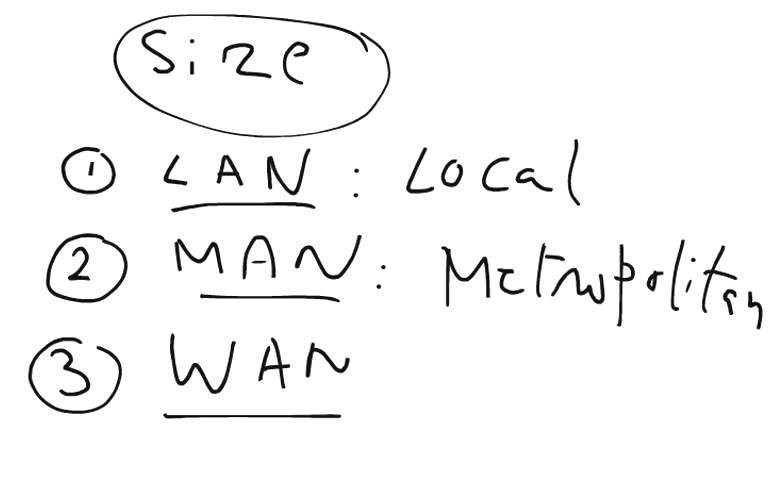 Size
① LAN : Local
② MAN : Metropolitan
③ WAN